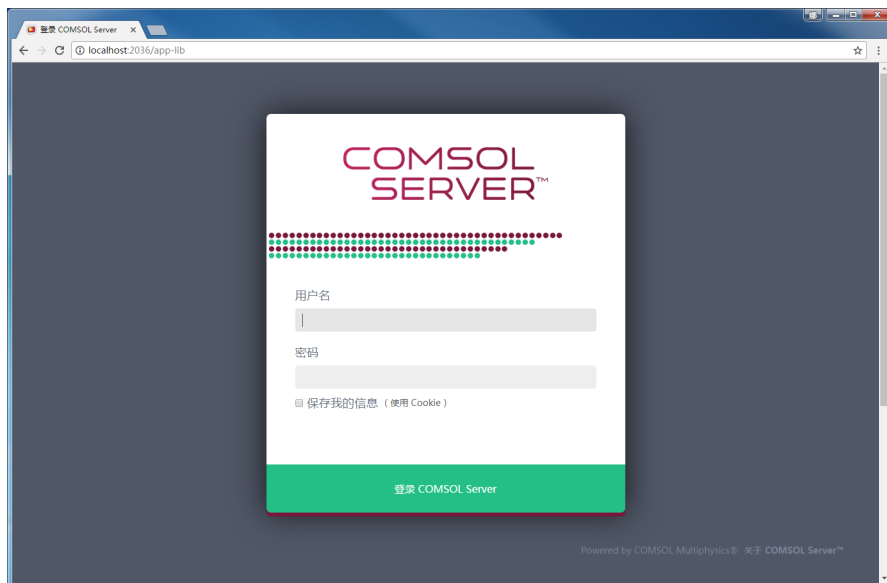 登录 COMSOL Server
localhost:2036/app-lib
COMSOL
SERVER™
用户名
密码
保存我的信息（使用 Cookie）
登录 COMSOL Server
Powered by COMSOL Multiphysics® 关于 COMSOL Server™